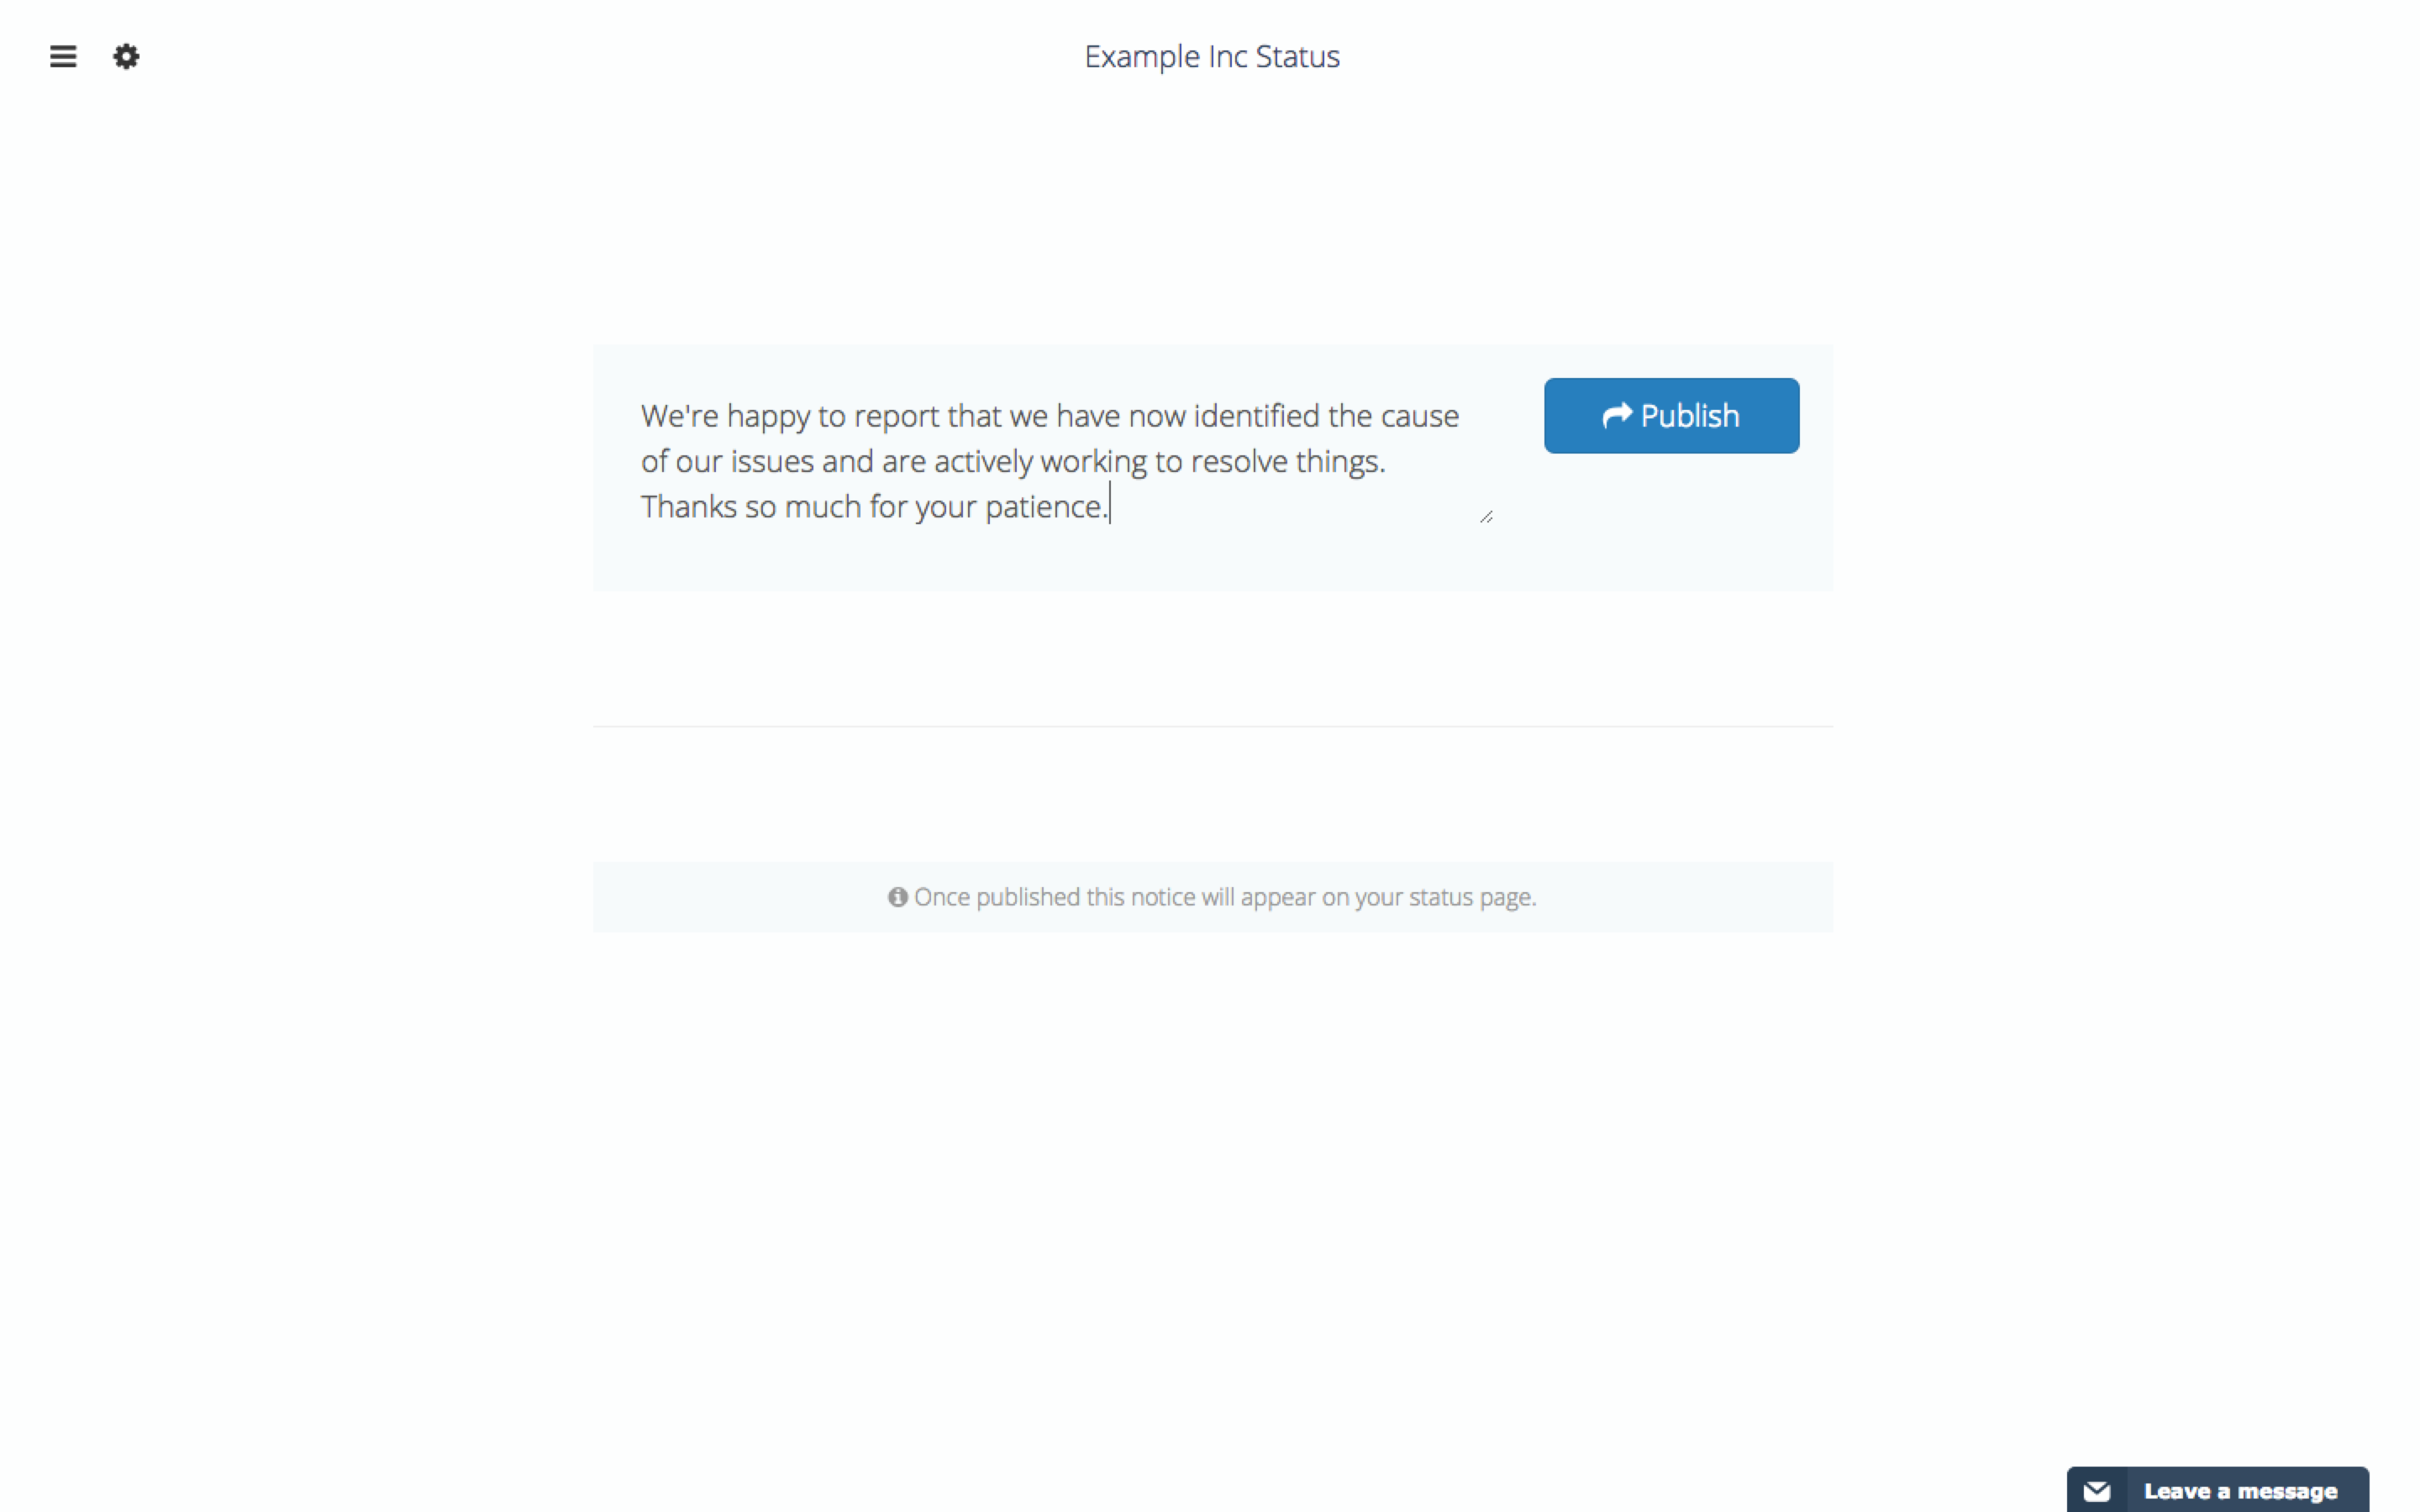 Example Inc Status
We're happy to report that we have now identified the cause
of our issues and are actively working to resolve things.
Thanks so much for your patience.
Publish
Once published this notice will appear on your status page.
Leave a message